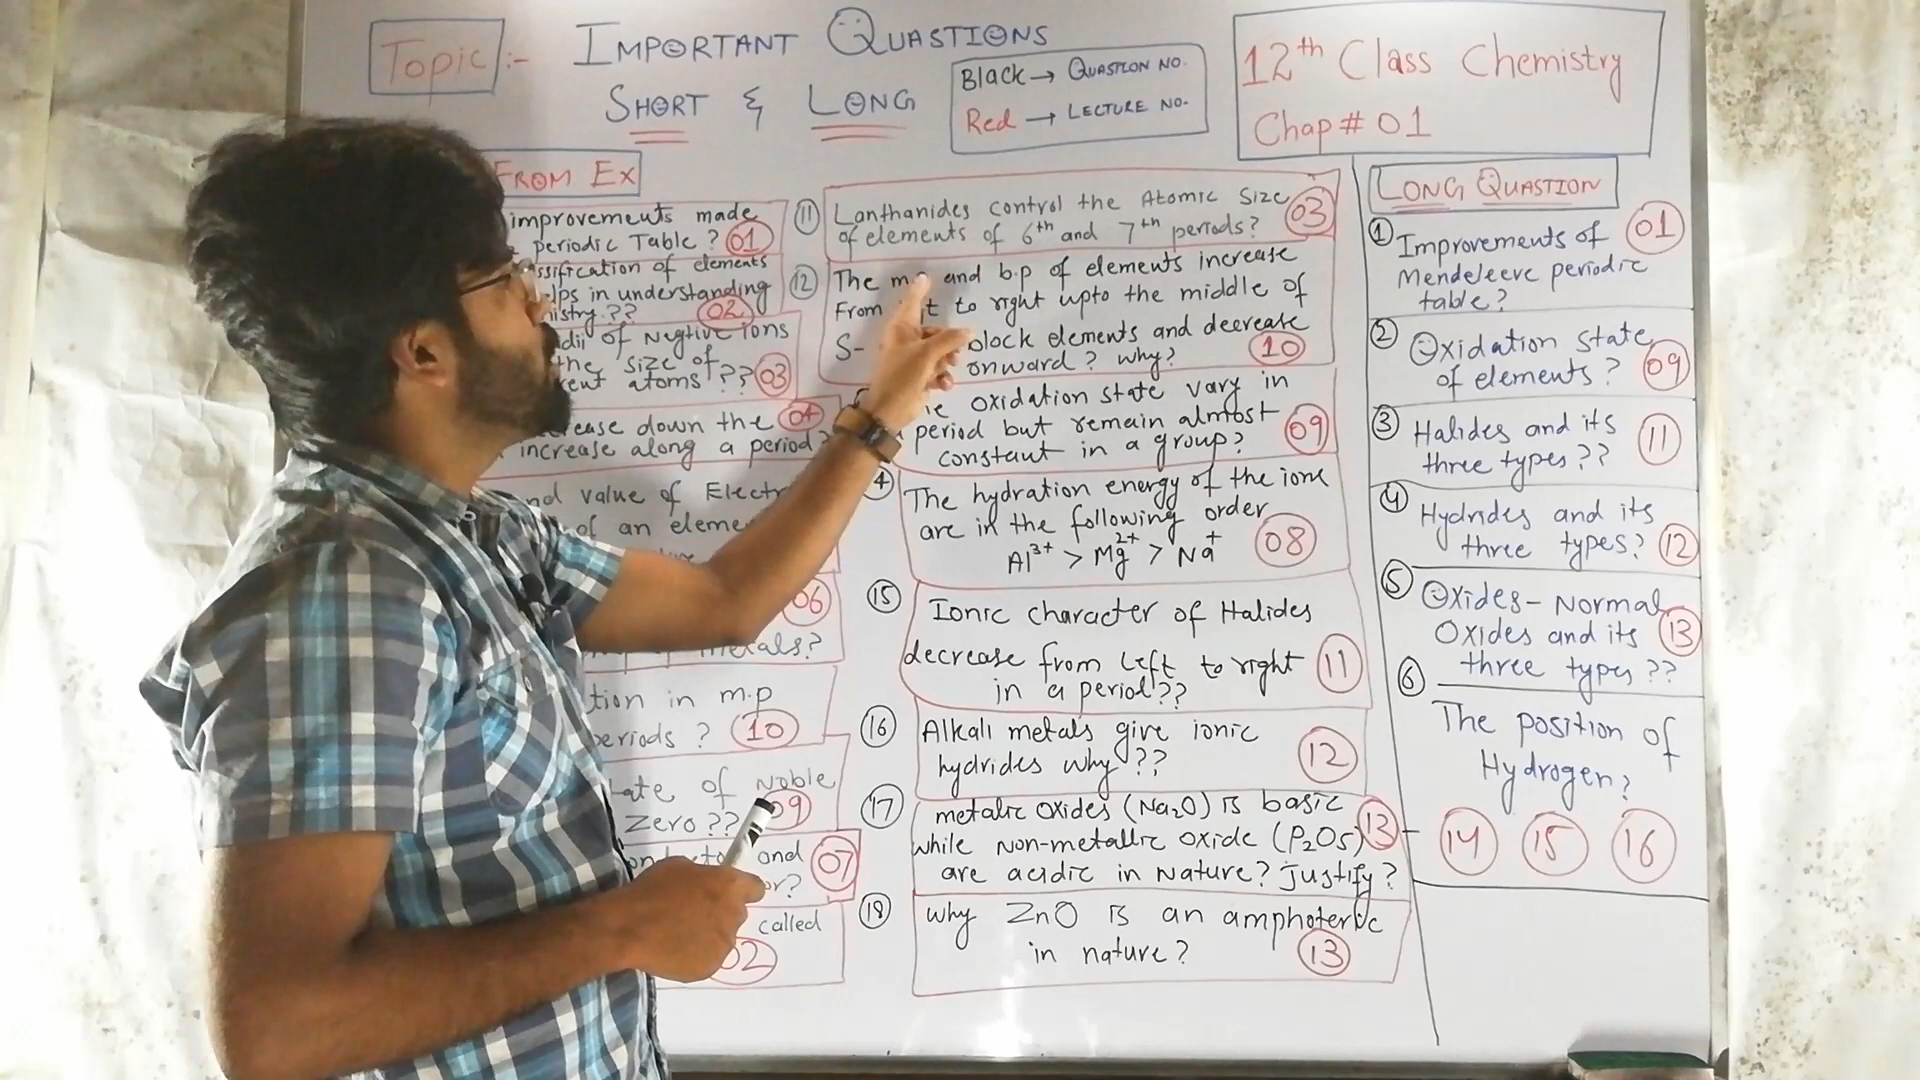 Topic :-
IMPORTANT QUASTIONS
SHORT & LONG
Black → QUASTION NO.
Red → LECTURE NO.
12th Class Chemistry
Chap # 01
FROM EX
improvements made
periodic Table ? 01
ssification of elements
lps in understanding
istry ?? 02
dii of Negtive ions
the size of
ent atoms ?? 03
rease down the 04
increase along a period?
nd value of Electr
of an eleme
06
metals?
tion in m.p
periods ? 10
ate of Noble
zero ?? 09
and 07
or?
called
02
11 Lanthanides control the Atomic Size
of elements of 6th and 7th periods? 03
12 The m. and b.p of elements increase
From t to right upto the middle of
S- block elements and decrease
onward ? why? 10
oxidation state vary in
period but remain almost
constant in a group? 09
4 The hydration energy of the ions
are in the following order
Al3+ > Mg2+ > Na+ 08
15 Ionic character of Halides
decrease from left to right
in a period?? 11
16 Alkali metals give ionic
hydrides why ?? 12
17 metalic oxides (Na2O) is basic
while Non-metallic oxide (P2O5) 13
are acidic in Nature? justify?
18 why ZnO is an amphoteric
in nature? 13
LONG QUASTION
1 Improvements of 01
Mendeleeve periodic
table?
2 Oxidation State
of elements? 09
3 Halides and its
three types?? 11
4 Hydrides and its
three types? 12
5 Oxides - Normal
Oxides and its 13
three types ??
6 The position of
Hydrogen?
14 15 16